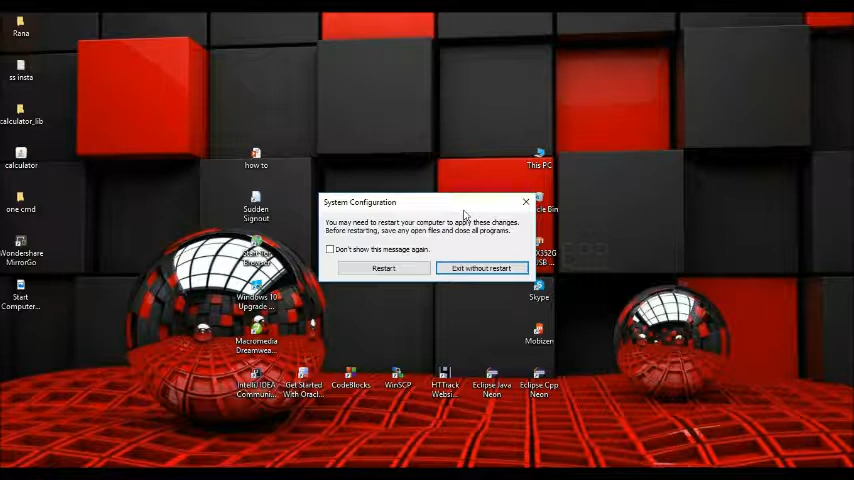 Rana
ss insta
calculator_lib
calculator
one cmd
Wondershare
MirrorGo
Start
Computer...
how to
Sudden
Signout
Browser
Windows 10
Upgrade ...
Macromedia
Dreamwea...
IntelliJ IDEA
Communi...
Get Started
With Oracl...
CodeBlocks
WinSCP
HTTrack
Websi...
Eclipse Java
Neon
Eclipse Cpp
Neon
This PC
USB ...
Skype
Mobizen
System Configuration
You may need to restart your computer to apply these changes.
Before restarting, save any open files and close all programs.
Don't show this message again.
Restart
Exit without restart